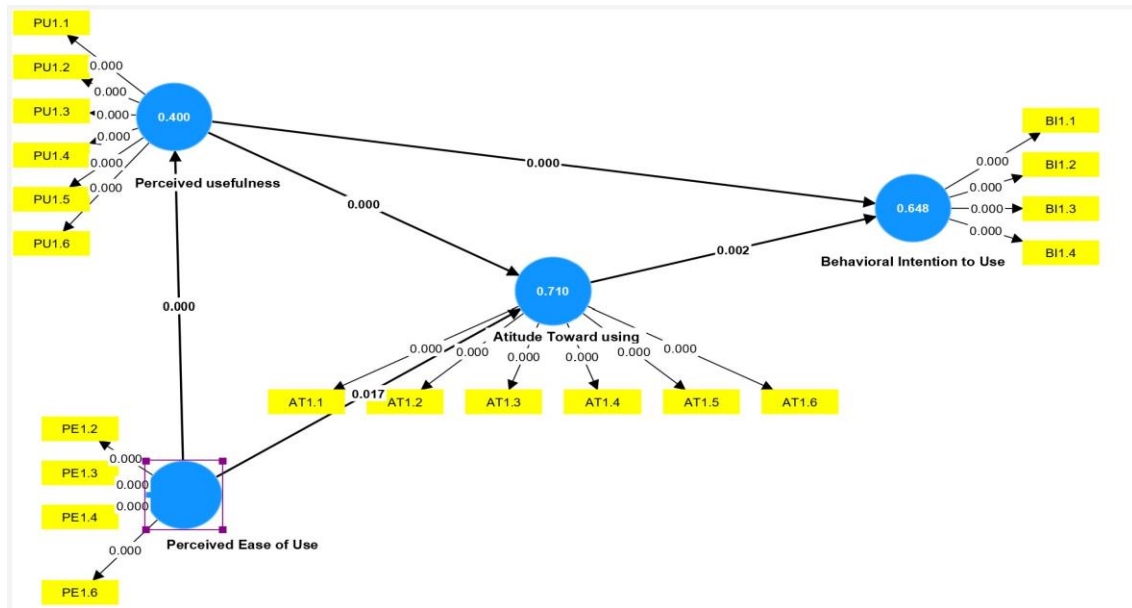 PU1.1
PU1.2
PU1.3
PU1.4
PU1.5
PU1.6
0.000
0.000
0.000
0.000
0.000
0.000
0.400
Perceived usefulness
0.000
0.000
0.000
0.648
Behavioral Intention to Use
BI1.1
BI1.2
BI1.3
BI1.4
0.000
0.000
0.000
0.000
0.002
0.710
Atitude Toward using
0.000
0.000
0.000
0.000
0.000
0.000
0.017
AT1.1
AT1.2
AT1.3
AT1.4
AT1.5
AT1.6
PE1.2
PE1.3
PE1.4
PE1.6
0.000
0.000
0.000
0.000
Perceived Ease of Use